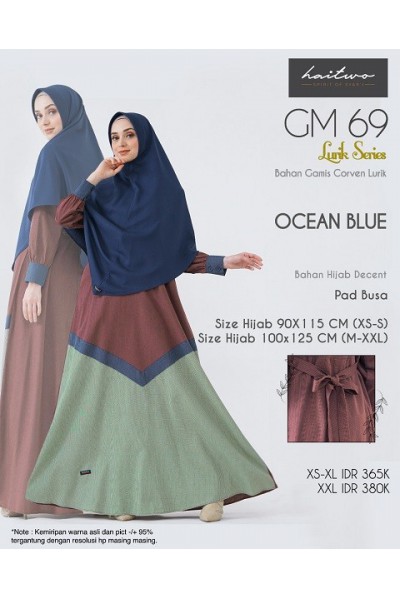 haitwo
GM 69
Lurik Series
Bahan Gamis Corven Lurik
OCEAN BLUE
Bahan Hijab Decent
Pad Busa
Size Hijab 90X115 CM (XS-S)
Size Hijab 100x125 CM (M-XXL)
XS-XL IDR 365K
XXL IDR 380K
*Note : Kemiripan warna asli dan pict -/+ 95%
tergantung dengan resolusi hp masing masing.